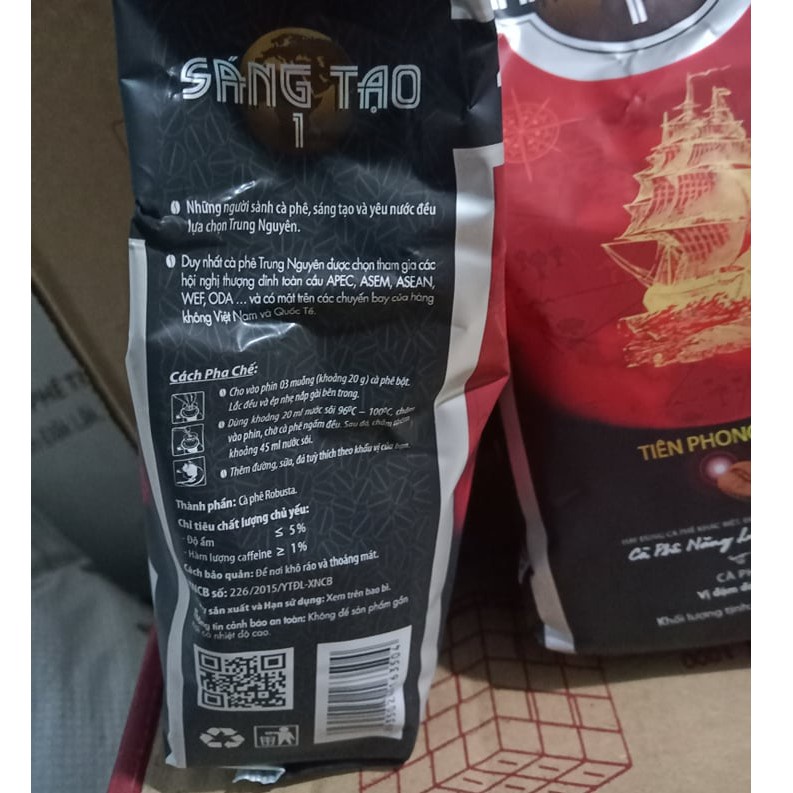 SÁNG TẠO
1
Những người sành cà phê, sáng tạo và yêu nước đều
lựa chọn Trung Nguyên.
Duy nhất cà phê Trung Nguyên được chọn tham gia các
hội nghị thượng đỉnh toàn cầu APEC, ASEM, ASEAN,
WEF, ODA ... và có mặt trên các chuyến bay của hàng
không Việt Nam và Quốc Tế.
Cách Pha Chế:
Cho vào phin 03 muỗng (khoảng 20 g) cà phê bột.
Lắc đều và ép nhẹ nắp gài bên trong.
Dùng khoảng 20 ml nước sôi 96ºC – 100ºC, châm
vào phin, chờ cà phê ngấm đều. Sau đó, châm
khoảng 45 ml nước sôi.
Thêm đường, sữa, đá tuỳ thích theo khẩu vị của bạn.
Thành phần: Cà phê Robusta.
Chỉ tiêu chất lượng chủ yếu:
- Độ ẩm ≤ 5%
- Hàm lượng caffeine ≥ 1%
Cách bảo quản: Để nơi khô ráo và thoáng mát.
XNCB số: 226/2015/YTĐL-XNCB
sản xuất và Hạn sử dụng: Xem trên bao bì.
tin cảnh báo an toàn: Không để sản phẩm gần
nhiệt độ cao.
1
TIÊN PHONG
Cà Phê Năng
CÀ
Vị đậm
Khối lượng tịnh